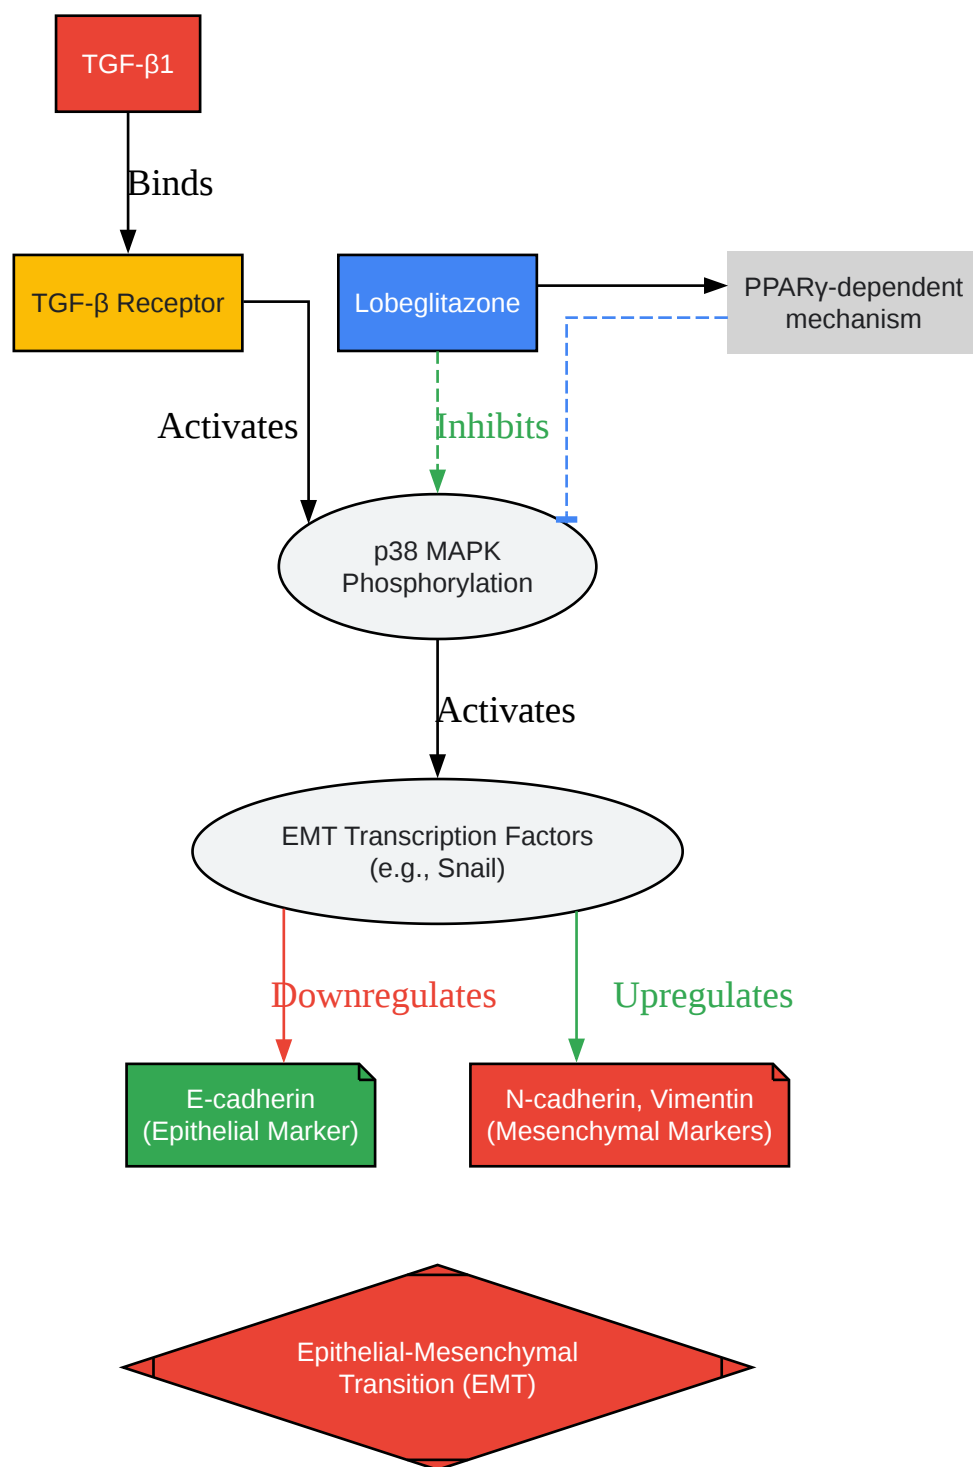 TGF-β1
Binds
TGF-β Receptor
Lobeglitazone
PPARγ-dependent
mechanism
Activates
Inhibits
p38 MAPK
Phosphorylation
Activates
EMT Transcription Factors
(e.g., Snail)
Downregulates
Upregulates
E-cadherin
(Epithelial Marker)
N-cadherin, Vimentin
(Mesenchymal Markers)
Epithelial-Mesenchymal
Transition (EMT)